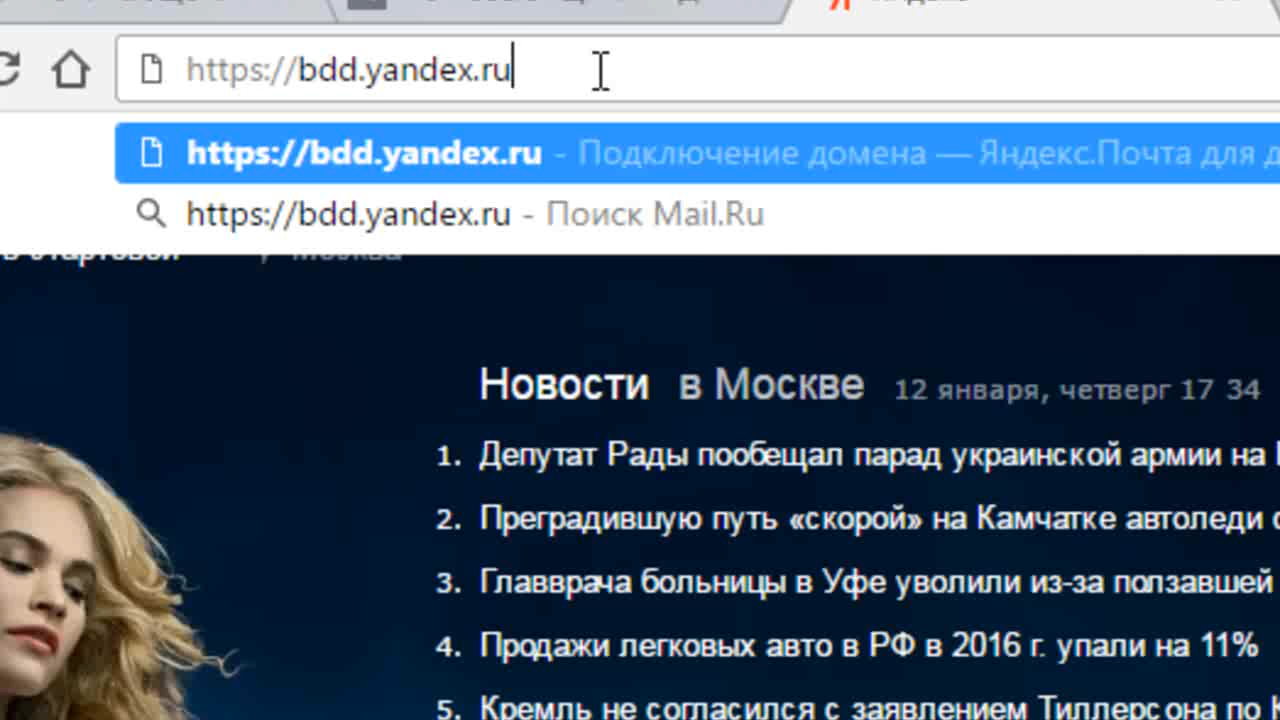 https://bdd.yandex.ru
https://bdd.yandex.ru - Подключение домена — Яндекс.Почта для
https://bdd.yandex.ru - Поиск Mail.Ru
Москва
Новости в Москве 12 января, четверг 17 34
1. Депутат Рады пообещал парад украинской армии на
2. Преградившую путь «скорой» на Камчатке автоледи
3. Главврача больницы в Уфе уволили из-за ползавшей
4. Продажи легковых авто в РФ в 2016 г. упали на 11%
5. Кремль не согласился с заявлением Тиллерсона по